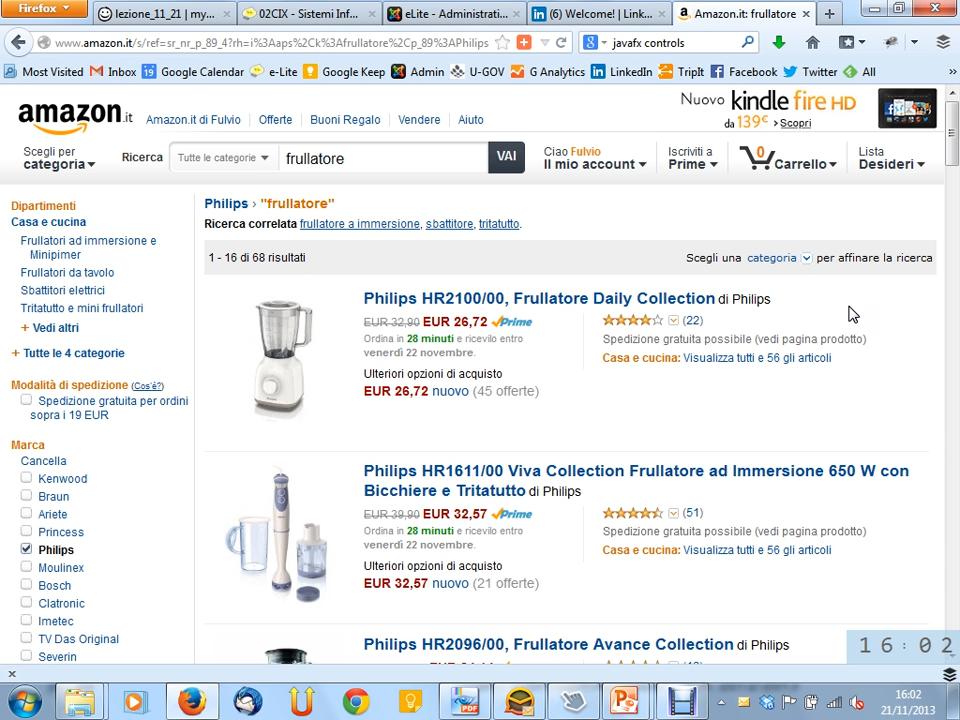 Firefox
lezione_11_21 | my...
02CIX - Sistemi Inf...
eLite - Administrati...
(6) Welcome! | Link...
Amazon.it: frullatore
www.amazon.it/s/ref=sr_nr_p_89_4?rh=i%3Aaps%2Ck%3Afrullatore%2Cp_89%3APhilips
javafx controls
Most Visited
Inbox
Google Calendar
e-Lite
Google Keep
Admin
U-GOV
G Analytics
LinkedIn
TripIt
Facebook
Twitter
All
amazon.it
Amazon.it di Fulvio
Offerte
Buoni Regalo
Vendere
Aiuto
Nuovo kindle fire HD
da 139€ Scopri
Scegli per
categoria
Ricerca
Tutte le categorie
frullatore
VAI
Ciao Fulvio
Il mio account
Iscriviti a
Prime
0
Carrello
Lista
Desideri
Dipartimenti
Casa e cucina
Frullatori ad immersione e
Minipimer
Frullatori da tavolo
Sbattitori elettrici
Tritatutto e mini frullatori
+ Vedi altri
+ Tutte le 4 categorie
Modalità di spedizione (Cos'é?)
Spedizione gratuita per ordini
sopra i 19 EUR
Marca
Cancella
Kenwood
Braun
Ariete
Princess
Philips
Moulinex
Bosch
Clatronic
Imetec
TV Das Original
Severin
Philips › "frullatore"
Ricerca correlata frullatore a immersione, sbattitore, tritatutto.
1 - 16 di 68 risultati
Scegli una categoria per affinare la ricerca
Philips HR2100/00, Frullatore Daily Collection di Philips
EUR 32,90 EUR 26,72 Prime
Ordina in 28 minuti e ricevilo entro
venerdì 22 novembre.
Ulteriori opzioni di acquisto
EUR 26,72 nuovo (45 offerte)
(22)
Spedizione gratuita possibile (vedi pagina prodotto)
Casa e cucina: Visualizza tutti e 56 gli articoli
Philips HR1611/00 Viva Collection Frullatore ad Immersione 650 W con
Bicchiere e Tritatutto di Philips
EUR 39,90 EUR 32,57 Prime
Ordina in 28 minuti e ricevilo entro
venerdì 22 novembre.
Ulteriori opzioni di acquisto
EUR 32,57 nuovo (21 offerte)
(51)
Spedizione gratuita possibile (vedi pagina prodotto)
Casa e cucina: Visualizza tutti e 56 gli articoli
Philips HR2096/00, Frullatore Avance Collection di Philips
16:02
16:02
21/11/2013